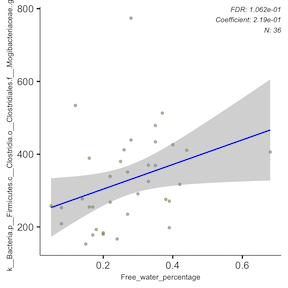 FDR: 1.062e-01
Coefficient: 2.19e-01
N: 36
k__Bacteria.p__Firmicutes.c__Clostridia.o__Clostridiales.f__Mogibacteriaceae..g
800
600
400
200
0.2
0.4
0.6
Free_water_percentage